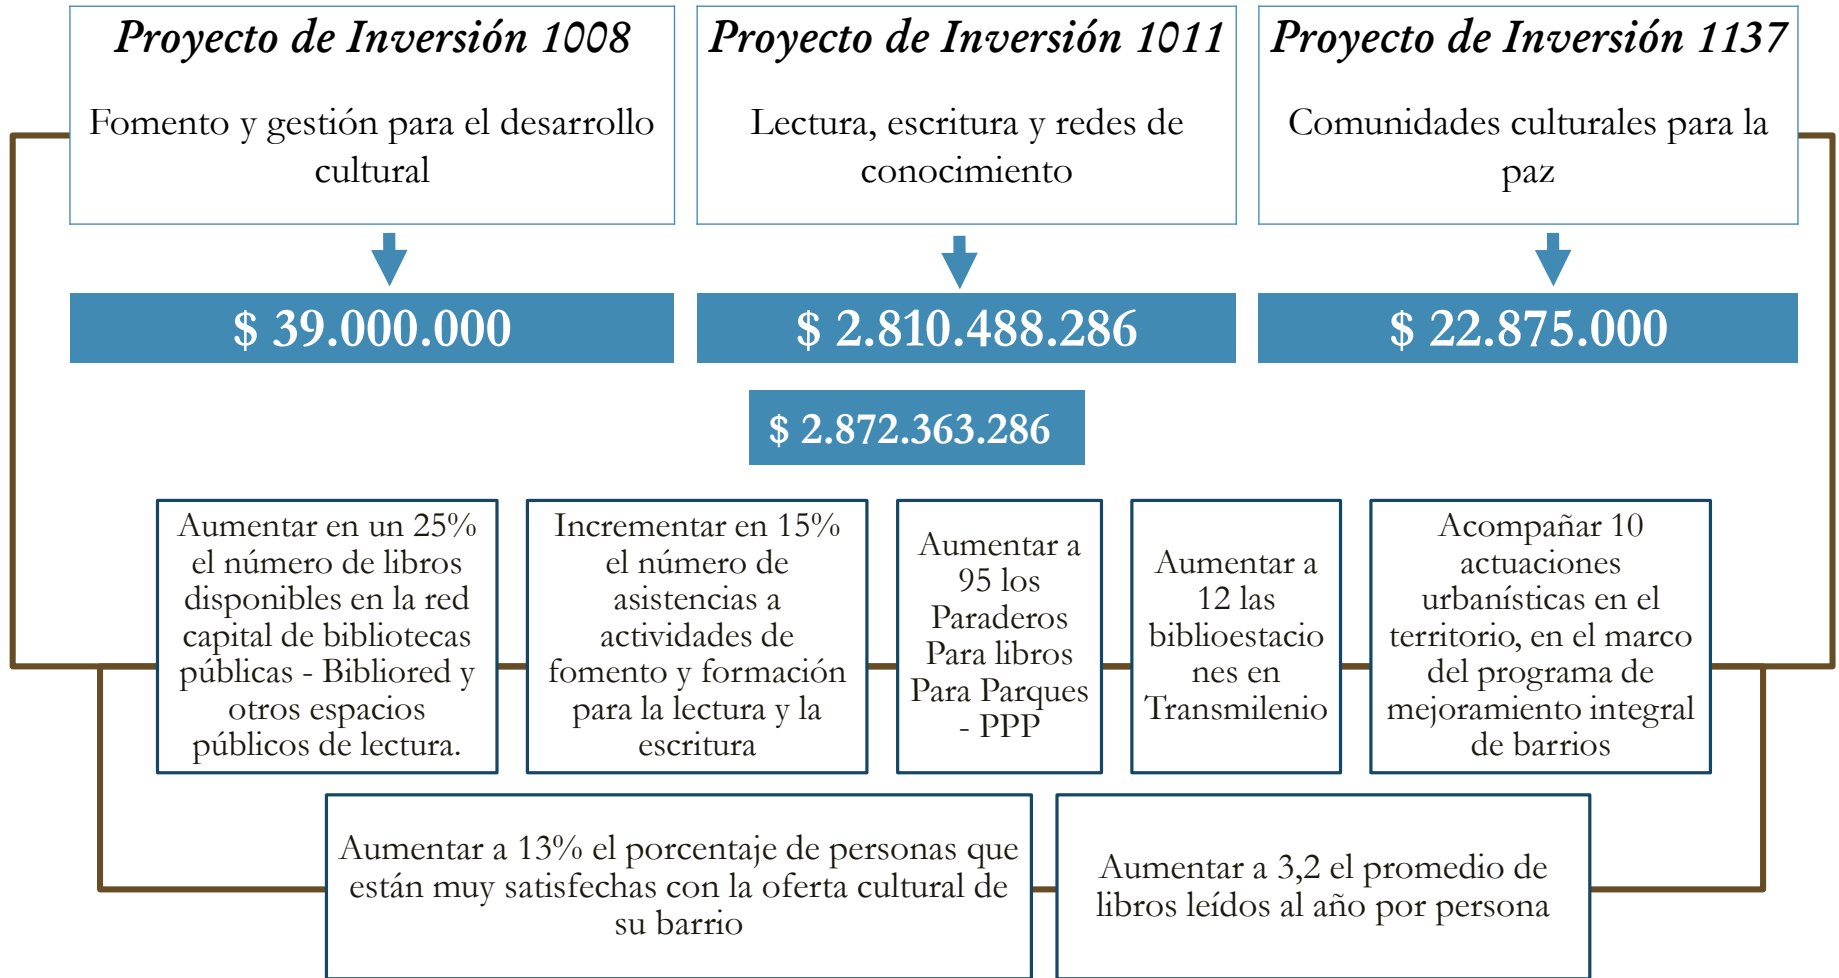 Proyecto de Inversión 1008
Fomento y gestión para el desarrollo
cultural
Proyecto de Inversión 1011
Lectura, escritura y redes de
conocimiento
Proyecto de Inversión 1137
Comunidades culturales para la
paz
$ 39.000.000
$ 2.810.488.286
$ 22.875.000
$ 2.872.363.286
Aumentar en un 25%
el número de libros
disponibles en la red
capital de bibliotecas
públicas - Bibliored y
otros espacios
públicos de lectura.
Incrementar en 15%
el número de
asistencias a
actividades de
fomento y formación
para la lectura y la
escritura
Aumentar a
95 los
Paraderos
Para libros
Para Parques
- PPP
Aumentar a
12 las
biblioestacio
nes en
Transmilenio
Acompañar 10
actuaciones
urbanísticas en el
territorio, en el marco
del programa de
mejoramiento integral
de barrios
Aumentar a 13% el porcentaje de personas que
están muy satisfechas con la oferta cultural de
su barrio
Aumentar a 3,2 el promedio de
libros leídos al año por persona